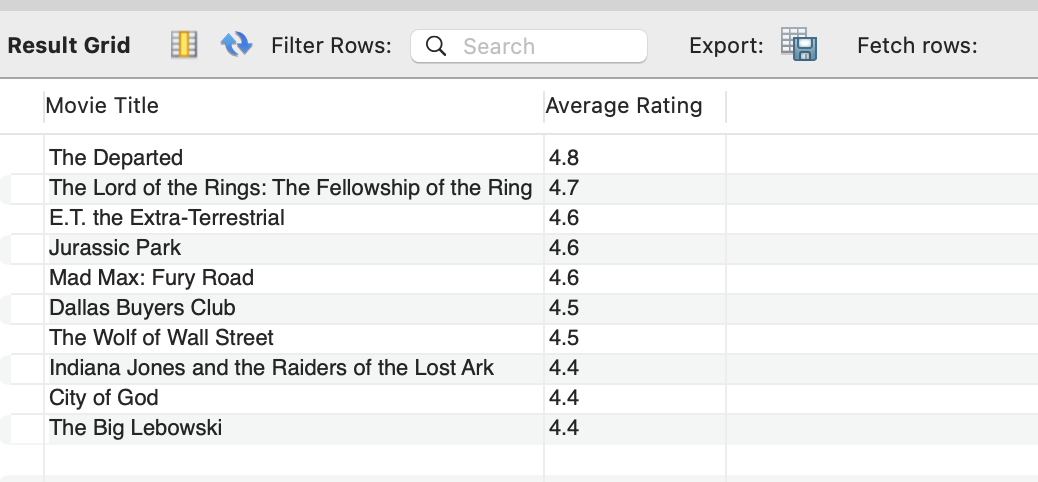 Result Grid Filter Rows: Search Export: Fetch rows:
Movie Title Average Rating
The Departed 4.8
The Lord of the Rings: The Fellowship of the Ring 4.7
E.T. the Extra-Terrestrial 4.6
Jurassic Park 4.6
Mad Max: Fury Road 4.6
Dallas Buyers Club 4.5
The Wolf of Wall Street 4.5
Indiana Jones and the Raiders of the Lost Ark 4.4
City of God 4.4
The Big Lebowski 4.4